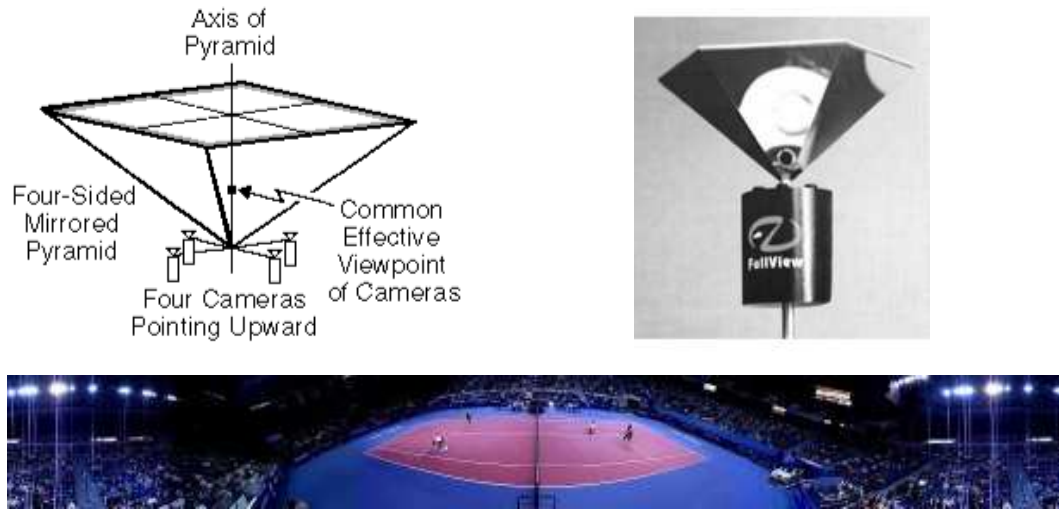 Axis of
Pyramid
Four-Sided
Mirrored
Pyramid
Common
Effective
Viewpoint
of Cameras
Four Cameras
Pointing Upward
FullView